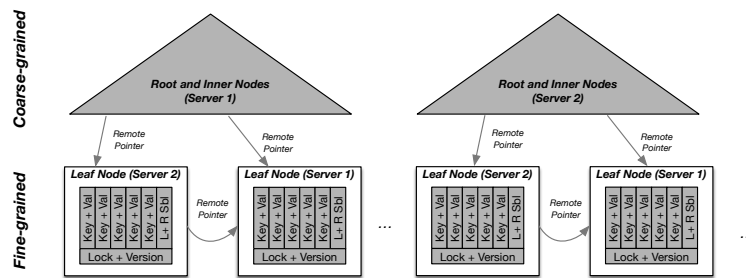 Coarse-grained
Root and Inner Nodes
(Server 1)
Root and Inner Nodes
(Server 2)
Remote
Pointer
Remote
Pointer
Remote
Pointer
Remote
Pointer
Fine-grained
Leaf Node (Server 2)
Key + Val
Key + Val
Key + Val
Key + Val
Key + Val
L+ R Sbl
Lock + Version
Remote
Pointer
Leaf Node (Server 1)
Key + Val
Key + Val
Key + Val
Key + Val
Key + Val
L+ R Sbl
Lock + Version
...
Leaf Node (Server 2)
Key + Val
Key + Val
Key + Val
Key + Val
Key + Val
L+ R Sbl
Lock + Version
Remote
Pointer
Leaf Node (Server 1)
Key + Val
Key + Val
Key + Val
Key + Val
Key + Val
L+ R Sbl
Lock + Version
.